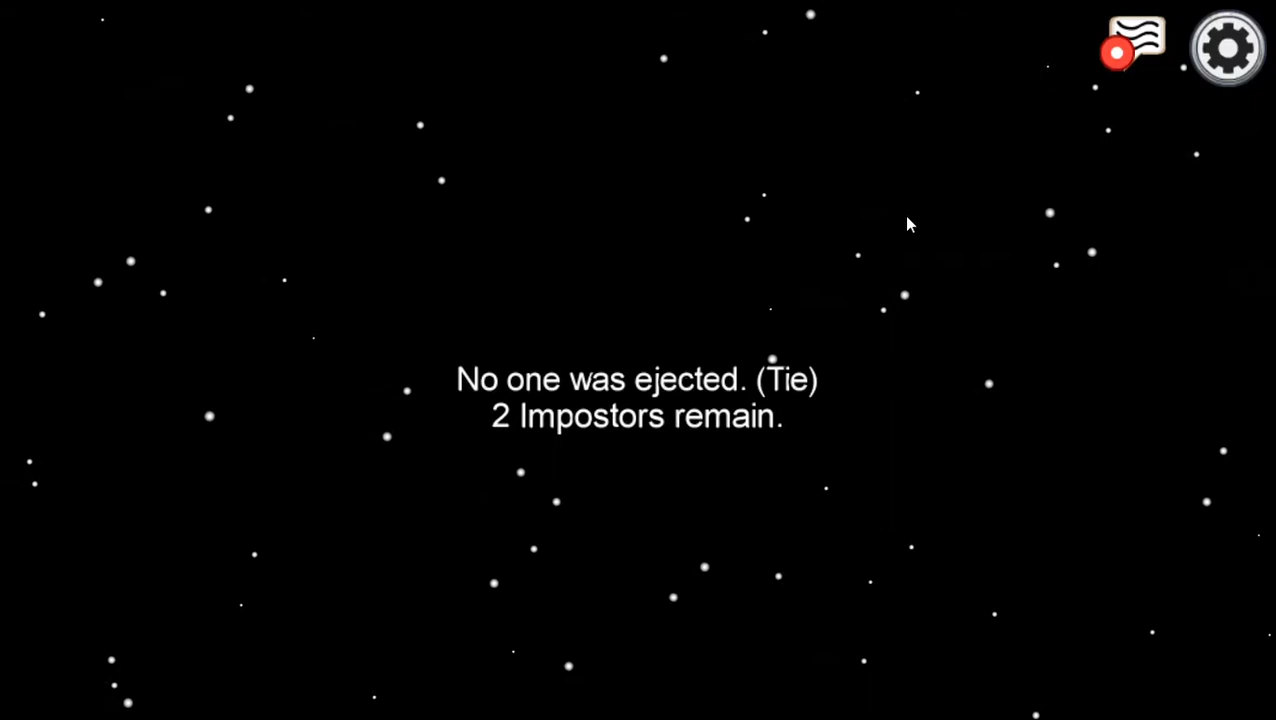 No one was ejected. (Tie)
2 Impostors remain.